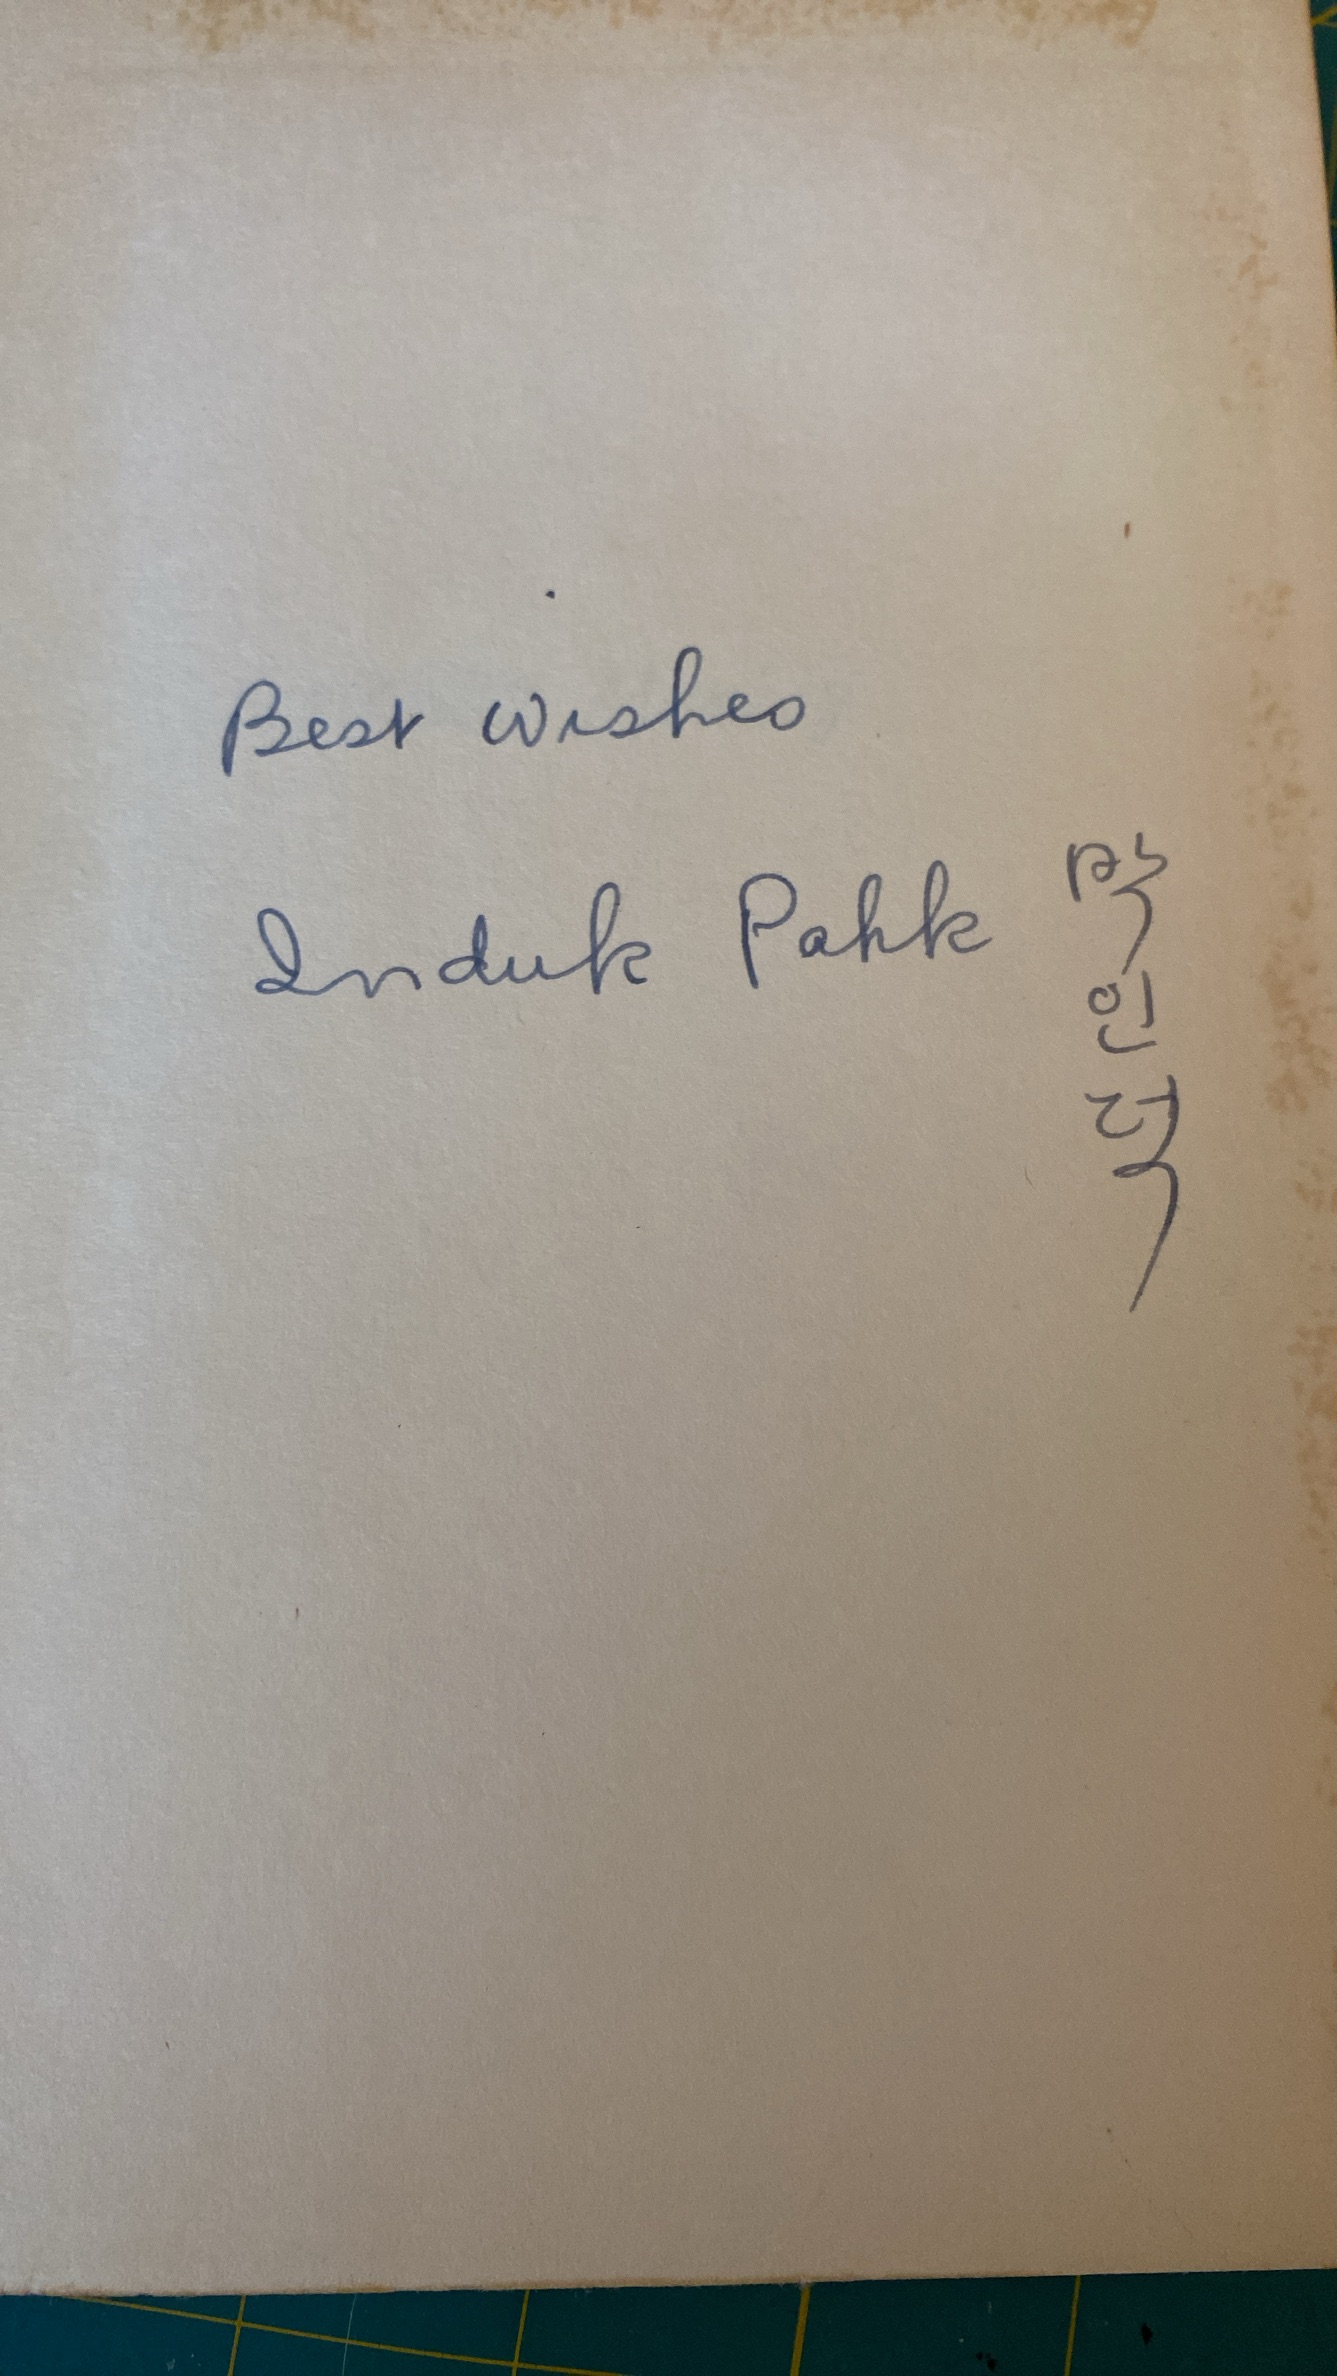 Best wishes
Induk Pahk
박인덕